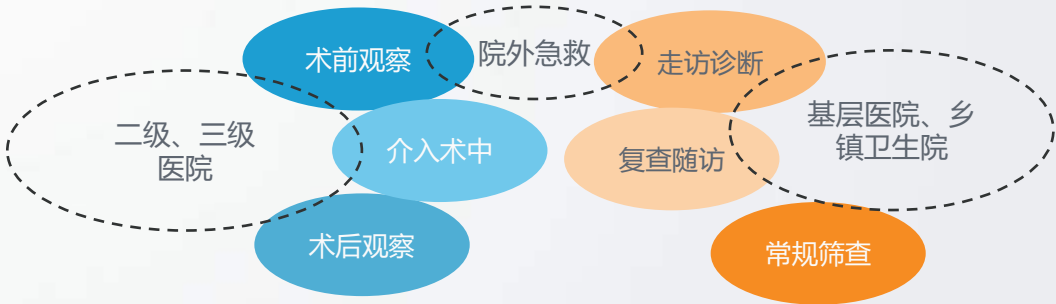 术前观察
院外急救
走访诊断
二级、三级
医院
介入术中
复查随访
基层医院、乡
镇卫生院
术后观察
常规筛查